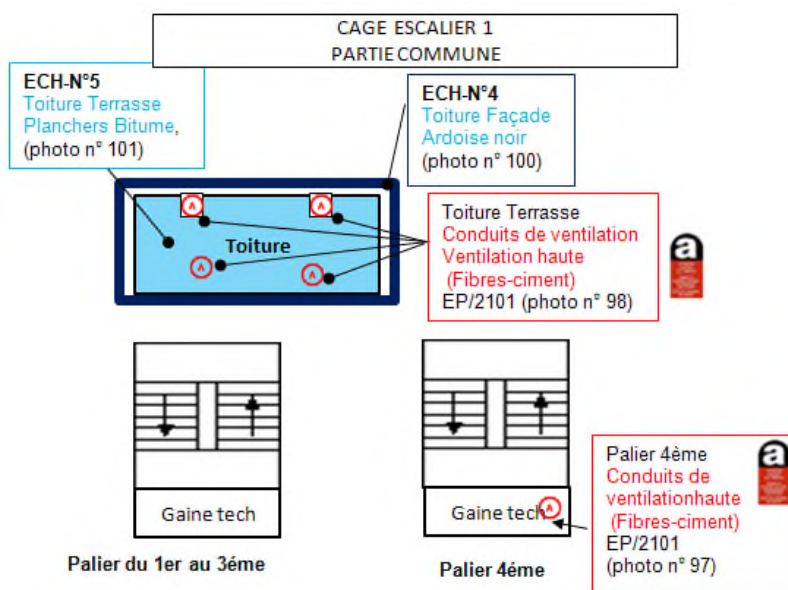 CAGE ESCALIER 1
PARTIE COMMUNE
ECH-N°5
Toiture Terrasse
Planchers Bitume,
(photo n° 101)
ECH-N°4
Toiture Façade
Ardoise noir
(photo n° 100)
A
A
Toiture
A
A
Toiture Terrasse
Conduits de ventilation
Ventilation haute
(Fibres-ciment)
EP/2101 (photo n° 98)
a
Gaine tech
Palier du 1er au 3éme
Gaine tech
A
Palier 4éme
Palier 4ème
Conduits de
ventilationhaute
(Fibres-ciment)
EP/2101
(photo n° 97)
a